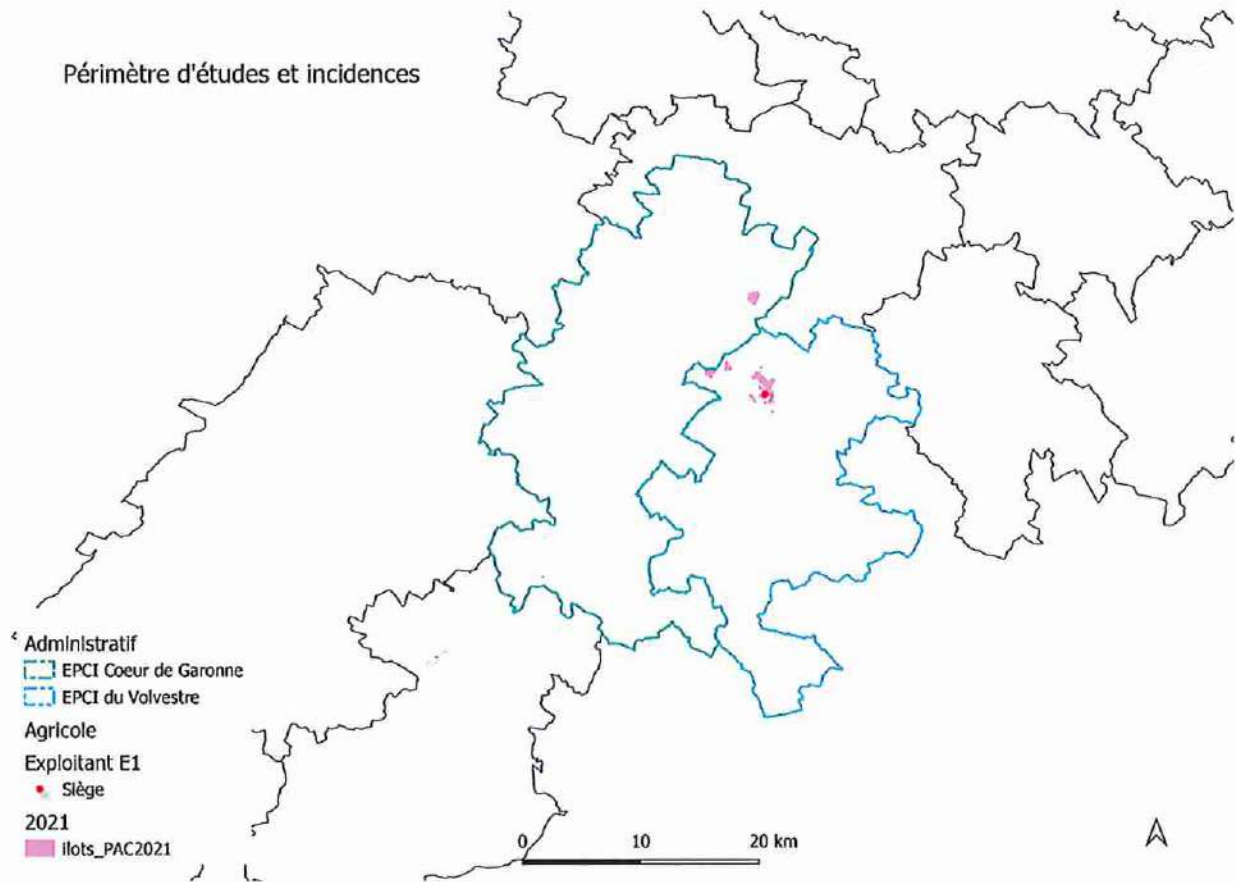 Périmètre d'études et incidences
Administratif
EPCI Coeur de Garonne
EPCI du Volvestre
Agricole
Exploitant E1
Siège
2021
ilots_PAC2021
0 10 20 km